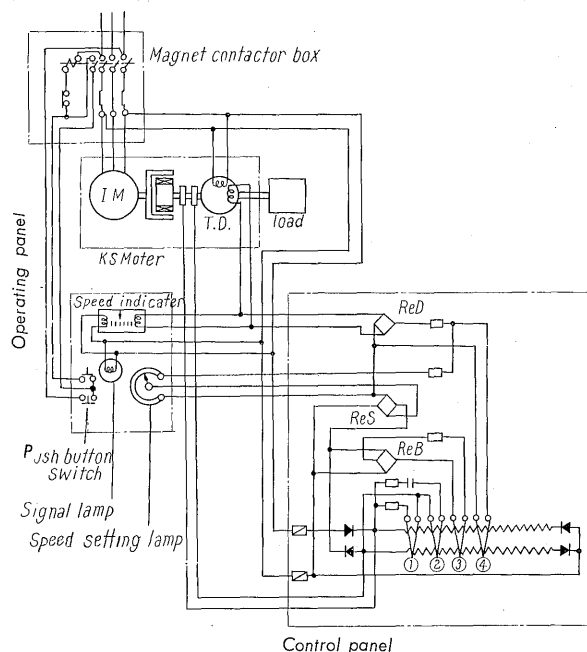 Magnet contactor box
IM
T.D.
load
KS Moter
Operating panel
Speed indicater
ReD
ReS
ReB
Push button
switch
Signal lamp
Speed setting lamp
① ② ③ ④
Control panel